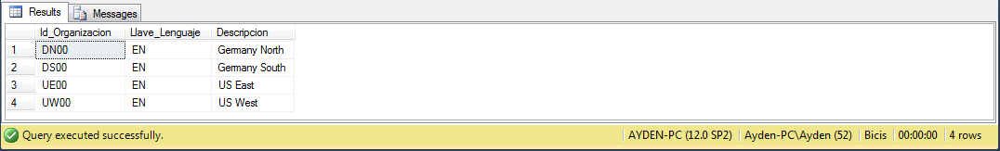 Results Messages
Id_Organizacion Llave_Lenguaje Descripcion
1 DN00 EN Germany North
2 DS00 EN Germany South
3 UE00 EN US East
4 UW00 EN US West
Query executed successfully. AYDEN-PC (12.0 SP2) Ayden-PC\Ayden (52) Bicis 00:00:00 4 rows